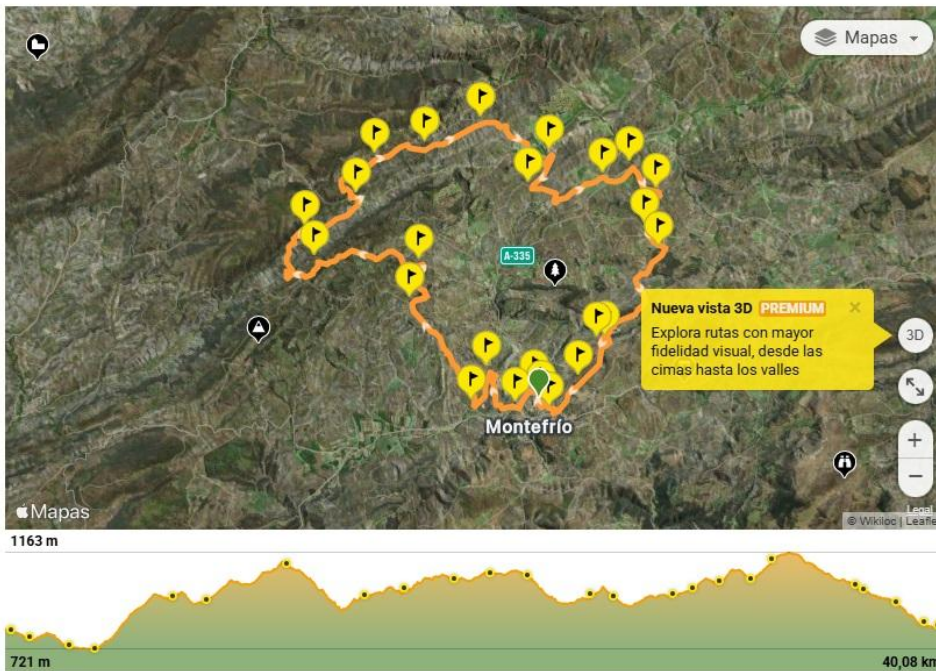 Mapas
A-335
Nueva vista 3D PREMIUM ×
Explora rutas con mayor
fidelidad visual, desde las
cimas hasta los valles
3D
+
−
Montefrío
Mapas
Legal
© Wikiloc | Leafle
1163 m
721 m
40,08 km